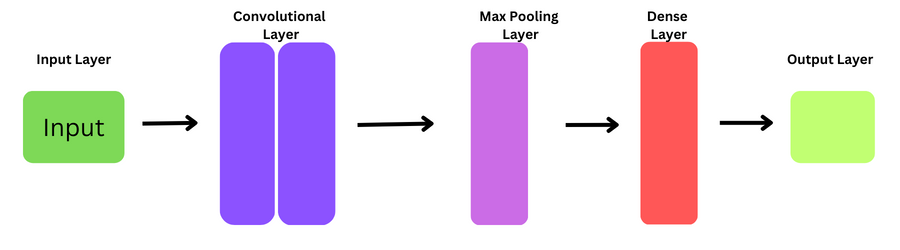 Input Layer
Input
Convolutional
Layer
Max Pooling
Layer
Dense
Layer
Output Layer